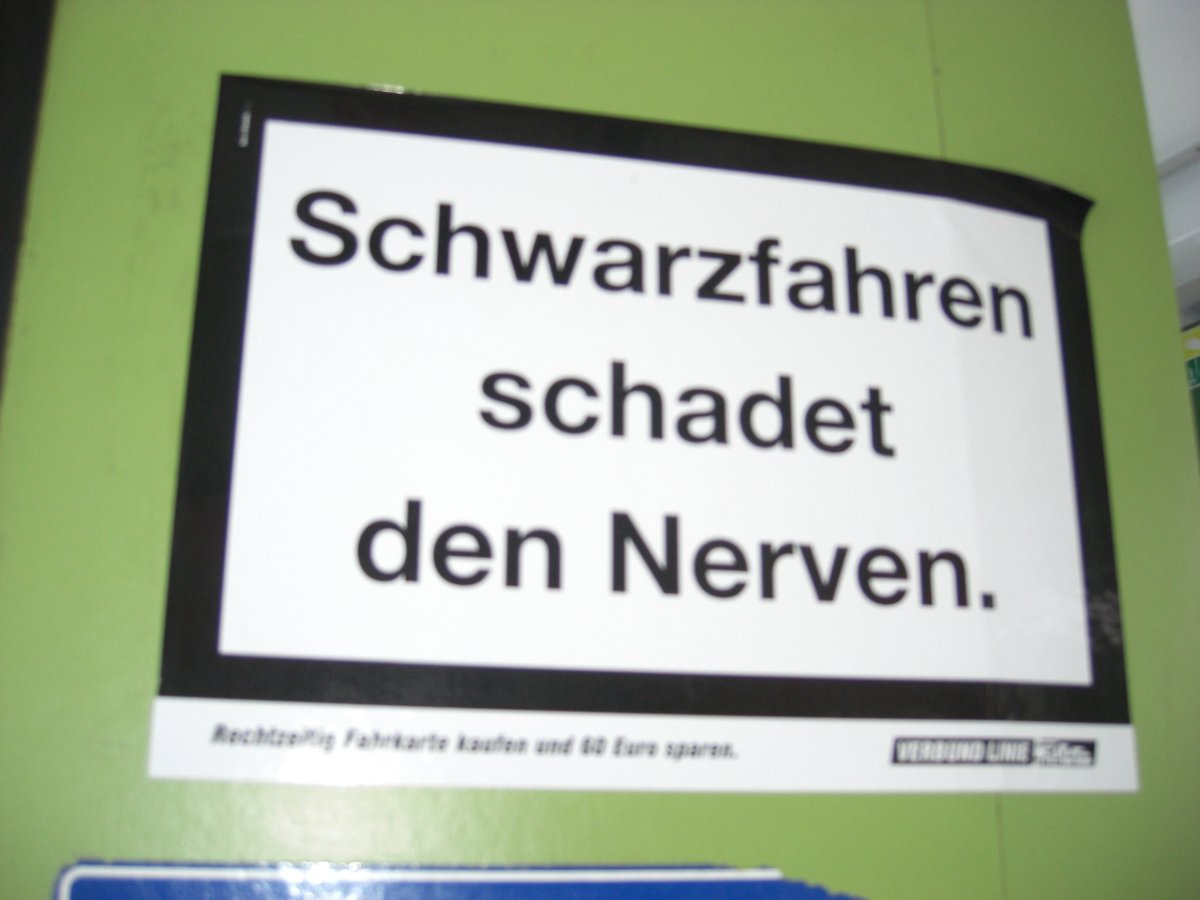 Schwarzfahren
schadet
den Nerven.
Rechtzeitig Fahrkarte kaufen und 60 Euro sparen.
VERBUND LINIE